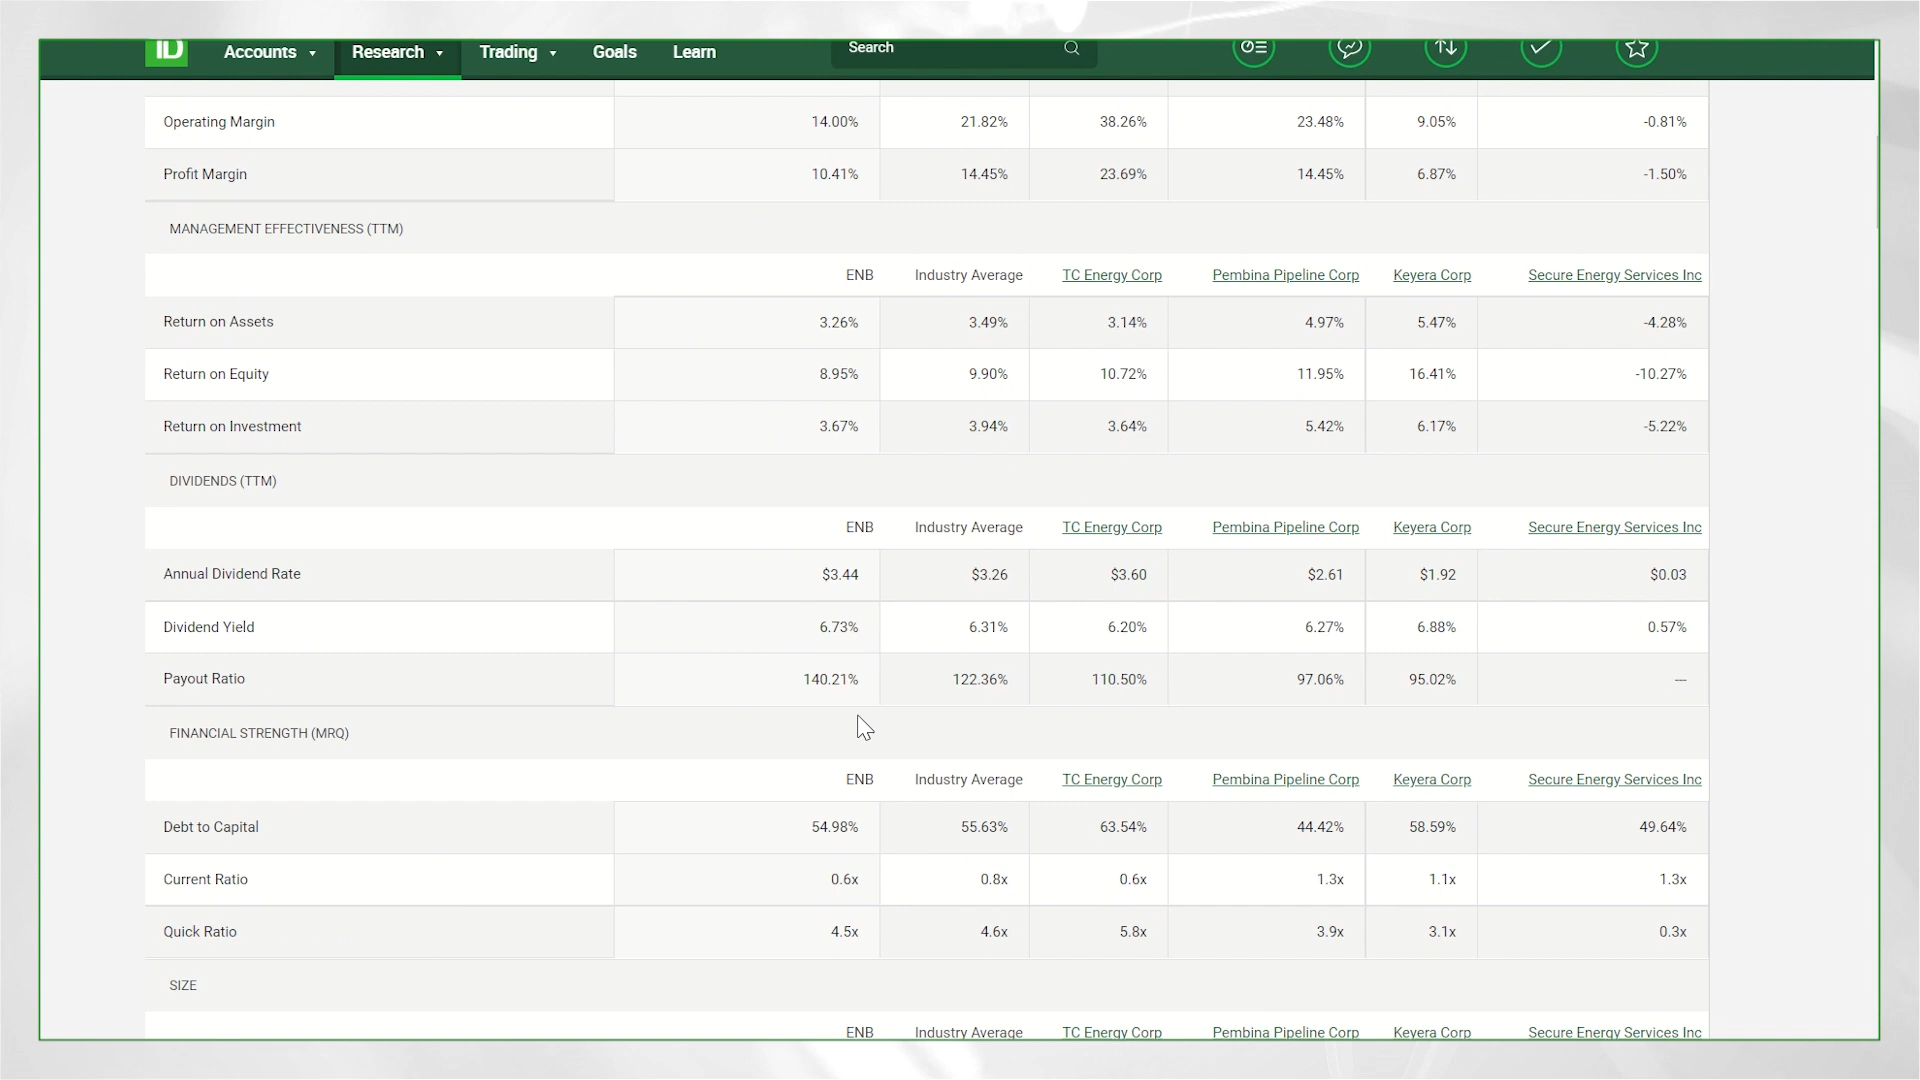 TD Accounts Research Trading Goals Learn Search
Operating Margin 14.00% 21.82% 38.26% 23.48% 9.05% -0.81%
Profit Margin 10.41% 14.45% 23.69% 14.45% 6.87% -1.50%
MANAGEMENT EFFECTIVENESS (TTM)
ENB Industry Average TC Energy Corp Pembina Pipeline Corp Keyera Corp Secure Energy Services Inc
Return on Assets 3.26% 3.49% 3.14% 4.97% 5.47% -4.28%
Return on Equity 8.95% 9.90% 10.72% 11.95% 16.41% -10.27%
Return on Investment 3.67% 3.94% 3.64% 5.42% 6.17% -5.22%
DIVIDENDS (TTM)
ENB Industry Average TC Energy Corp Pembina Pipeline Corp Keyera Corp Secure Energy Services Inc
Annual Dividend Rate $3.44 $3.26 $3.60 $2.61 $1.92 $0.03
Dividend Yield 6.73% 6.31% 6.20% 6.27% 6.88% 0.57%
Payout Ratio 140.21% 122.36% 110.50% 97.06% 95.02% —
FINANCIAL STRENGTH (MRQ)
ENB Industry Average TC Energy Corp Pembina Pipeline Corp Keyera Corp Secure Energy Services Inc
Debt to Capital 54.98% 55.63% 63.54% 44.42% 58.59% 49.64%
Current Ratio 0.6x 0.8x 0.6x 1.3x 1.1x 1.3x
Quick Ratio 4.5x 4.6x 5.8x 3.9x 3.1x 0.3x
SIZE
ENB Industry Average TC Energy Corp Pembina Pipeline Corp Keyera Corp Secure Energy Services Inc